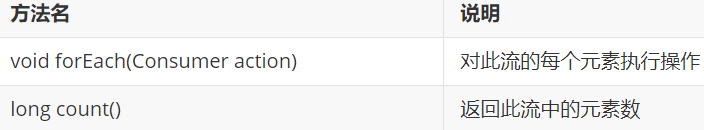 方法名 说明
void forEach(Consumer action) 对此流的每个元素执行操作
long count() 返回此流中的元素数